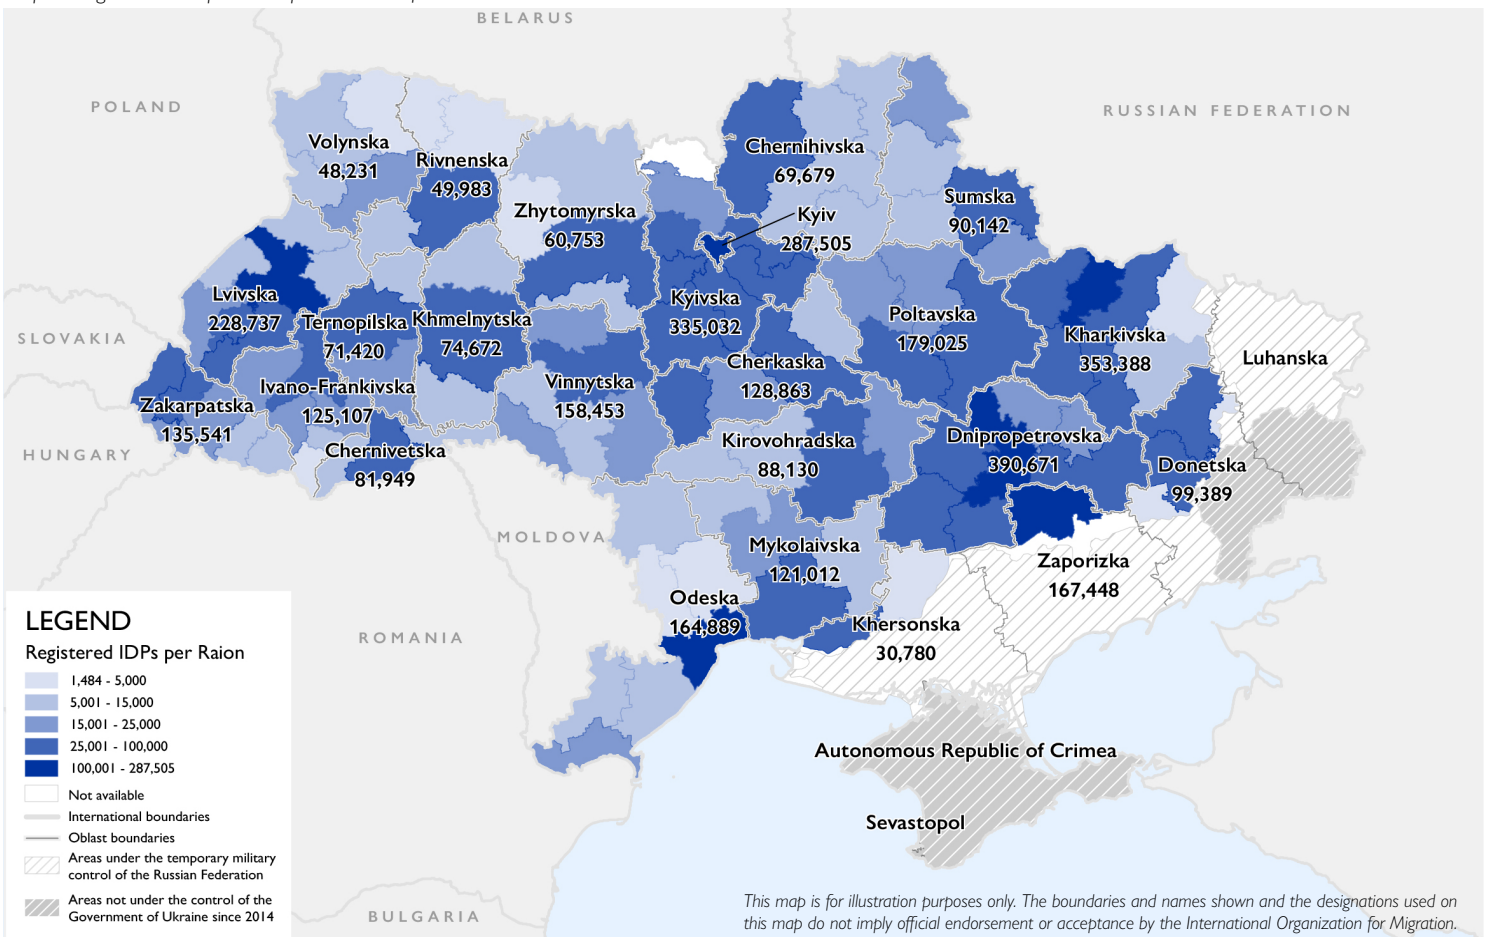 BELARUS
POLAND
RUSSIAN FEDERATION
Volynska
48,231
Rivnenska
49,983
Chernihivska
69,679
Zhytomyrska
60,753
Kyiv
287,505
Sumska
90,142
Lvivska
228,737
SLOVAKIA
Ternopilska
71,420
Khmelnytska
74,672
Kyivska
335,032
Poltavska
179,025
Kharkivska
353,388
Luhanska
Cherkaska
128,863
Ivano-Frankivska
125,107
Vinnytska
158,453
Zakarpatska
135,541
HUNGARY
Chernivetska
81,949
Kirovohradska
88,130
Dnipropetrovska
390,671
Donetska
99,389
MOLDOVA
Mykolaivska
121,012
Zaporizka
167,448
Odeska
164,889
Khersonska
30,780
ROMANIA
Autonomous Republic of Crimea
Sevastopol
BULGARIA
LEGEND
Registered IDPs per Raion
1,484 - 5,000
5,001 - 15,000
15,001 - 25,000
25,001 - 100,000
100,001 - 287,505
Not available
International boundaries
Oblast boundaries
Areas under the temporary military
control of the Russian Federation
Areas not under the control of the
Government of Ukraine since 2014
This map is for illustration purposes only. The boundaries and names shown and the designations used on
this map do not imply official endorsement or acceptance by the International Organization for Migration.